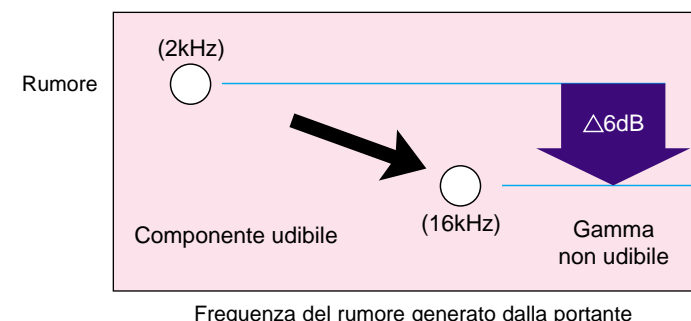 (2kHz)
Rumore
△6dB
(16kHz)
Componente udibile
Gamma
non udibile
Frequenza del rumore generato dalla portante